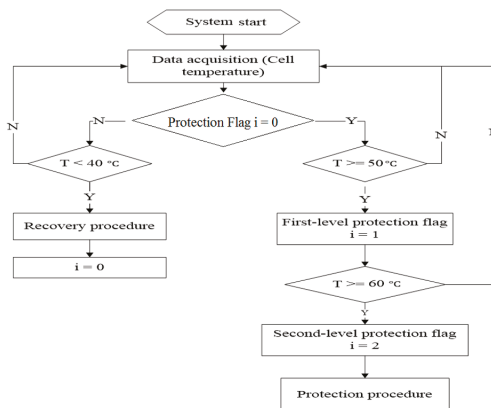 System start
Data acquisition (Cell
temperature)
N
Protection Flag i = 0
Y
N
T < 40 °C
T >= 50 °C
N
Y
Y
Recovery procedure
First-level protection flag
i = 1
i = 0
T >= 60 °C
Y
Second-level protection flag
i = 2
Protection procedure